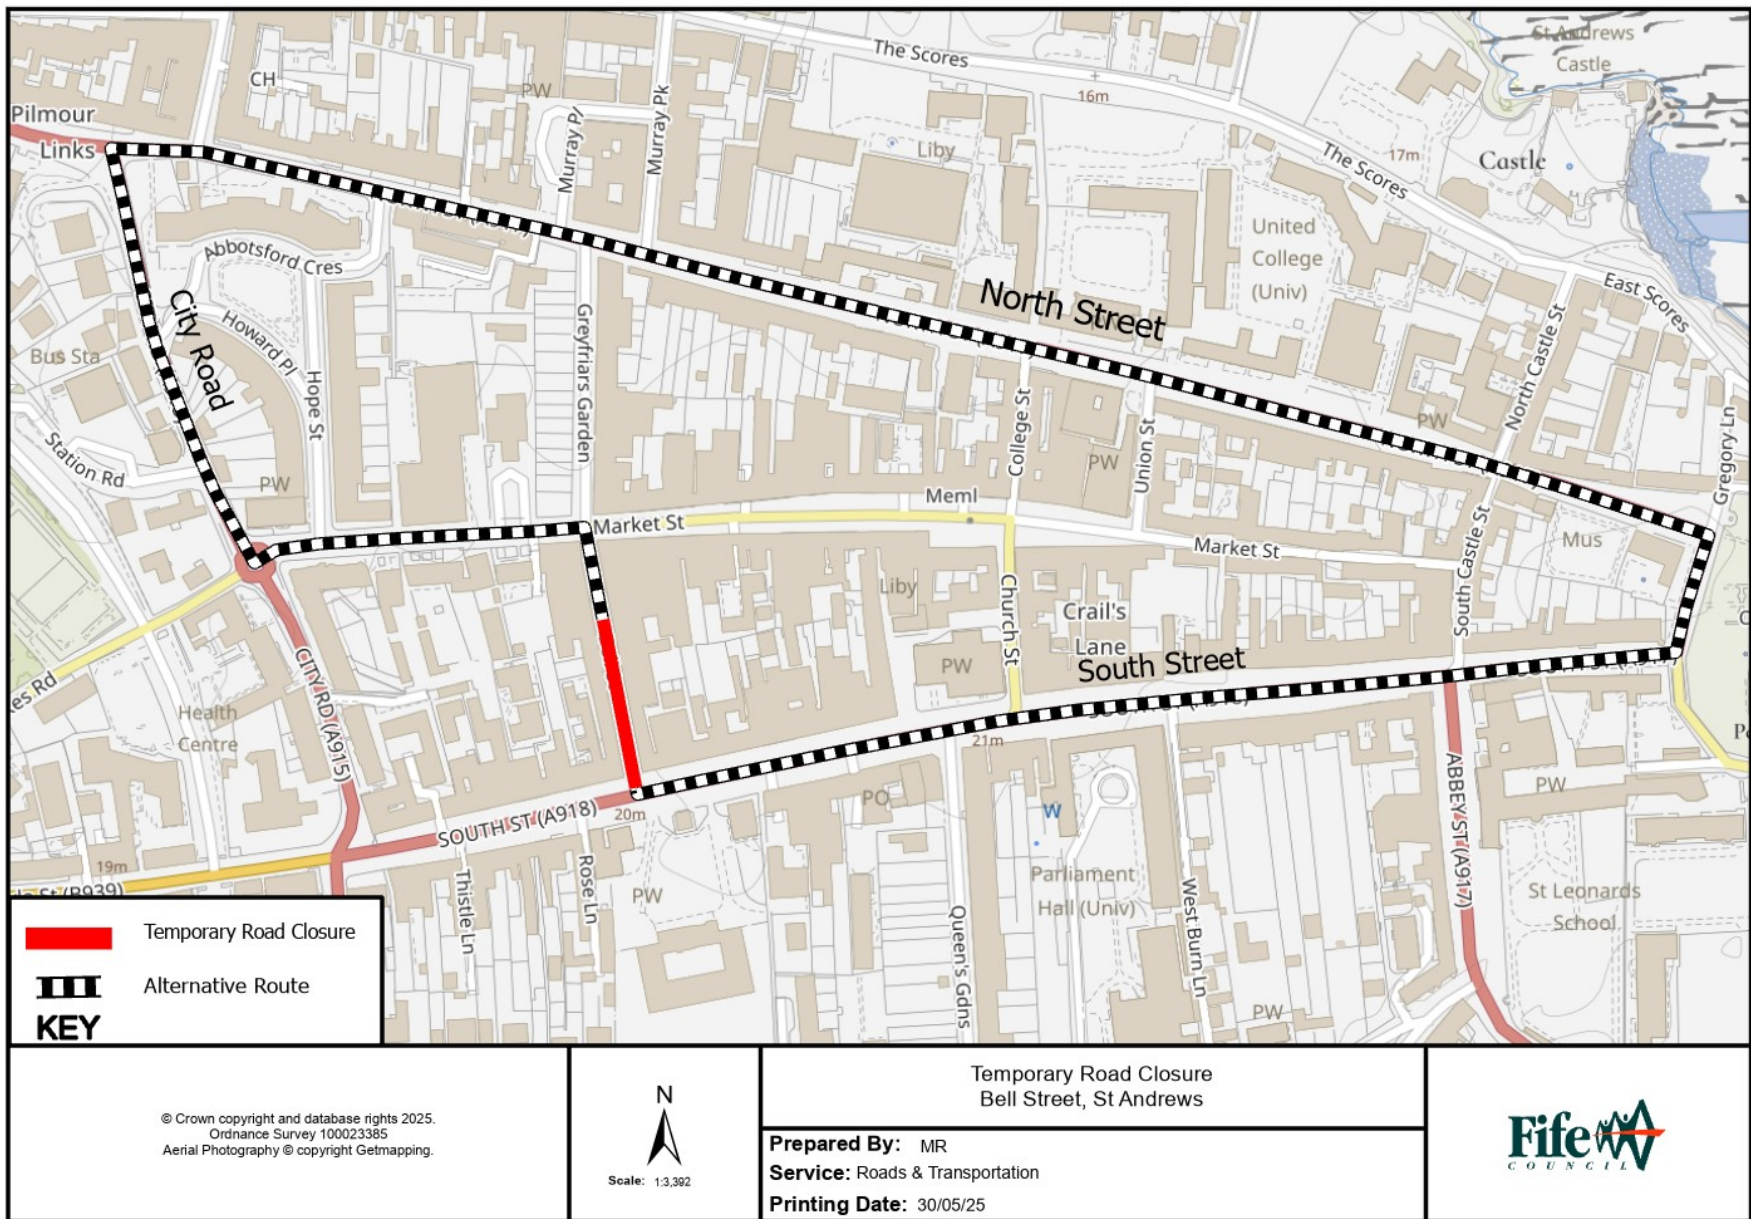 St Andrews
Castle
The Scores
16m
CH
PW
Murray Pl
Murray Pk
Pilmour
Links
Liby
The Scores
17m
Castle
United
College
(Univ)
Abbotsford Cres
East Scores
City Road
North Street
Howard Pl
Bus Sta
Hope St
Greyfriars Garden
North Castle St
College St
Union St
PW
PW
Gregory Ln
Station Rd
PW
Meml
Market St
Market St
South Castle St
Mus
Liby
Church St
Crail's
Lane
PW
South Street
CITY RD (A915)
es Rd
Health
Centre
21m
ABBEY ST (A917)
PW
PO
SOUTH ST (A918)
20m
W
19m
St (B939)
Thistle Ln
Rose Ln
PW
Parliament
Hall (Univ)
Queen's Gdns
West Burn Ln
St Leonards
School
PW
Temporary Road Closure
Alternative Route
KEY
© Crown copyright and database rights 2025.
Ordnance Survey 100023385
Aerial Photography © copyright Getmapping.
N
Scale: 1:3,392
Temporary Road Closure
Bell Street, St Andrews
Prepared By: MR
Service: Roads & Transportation
Printing Date: 30/05/25
Fife
COUNCIL